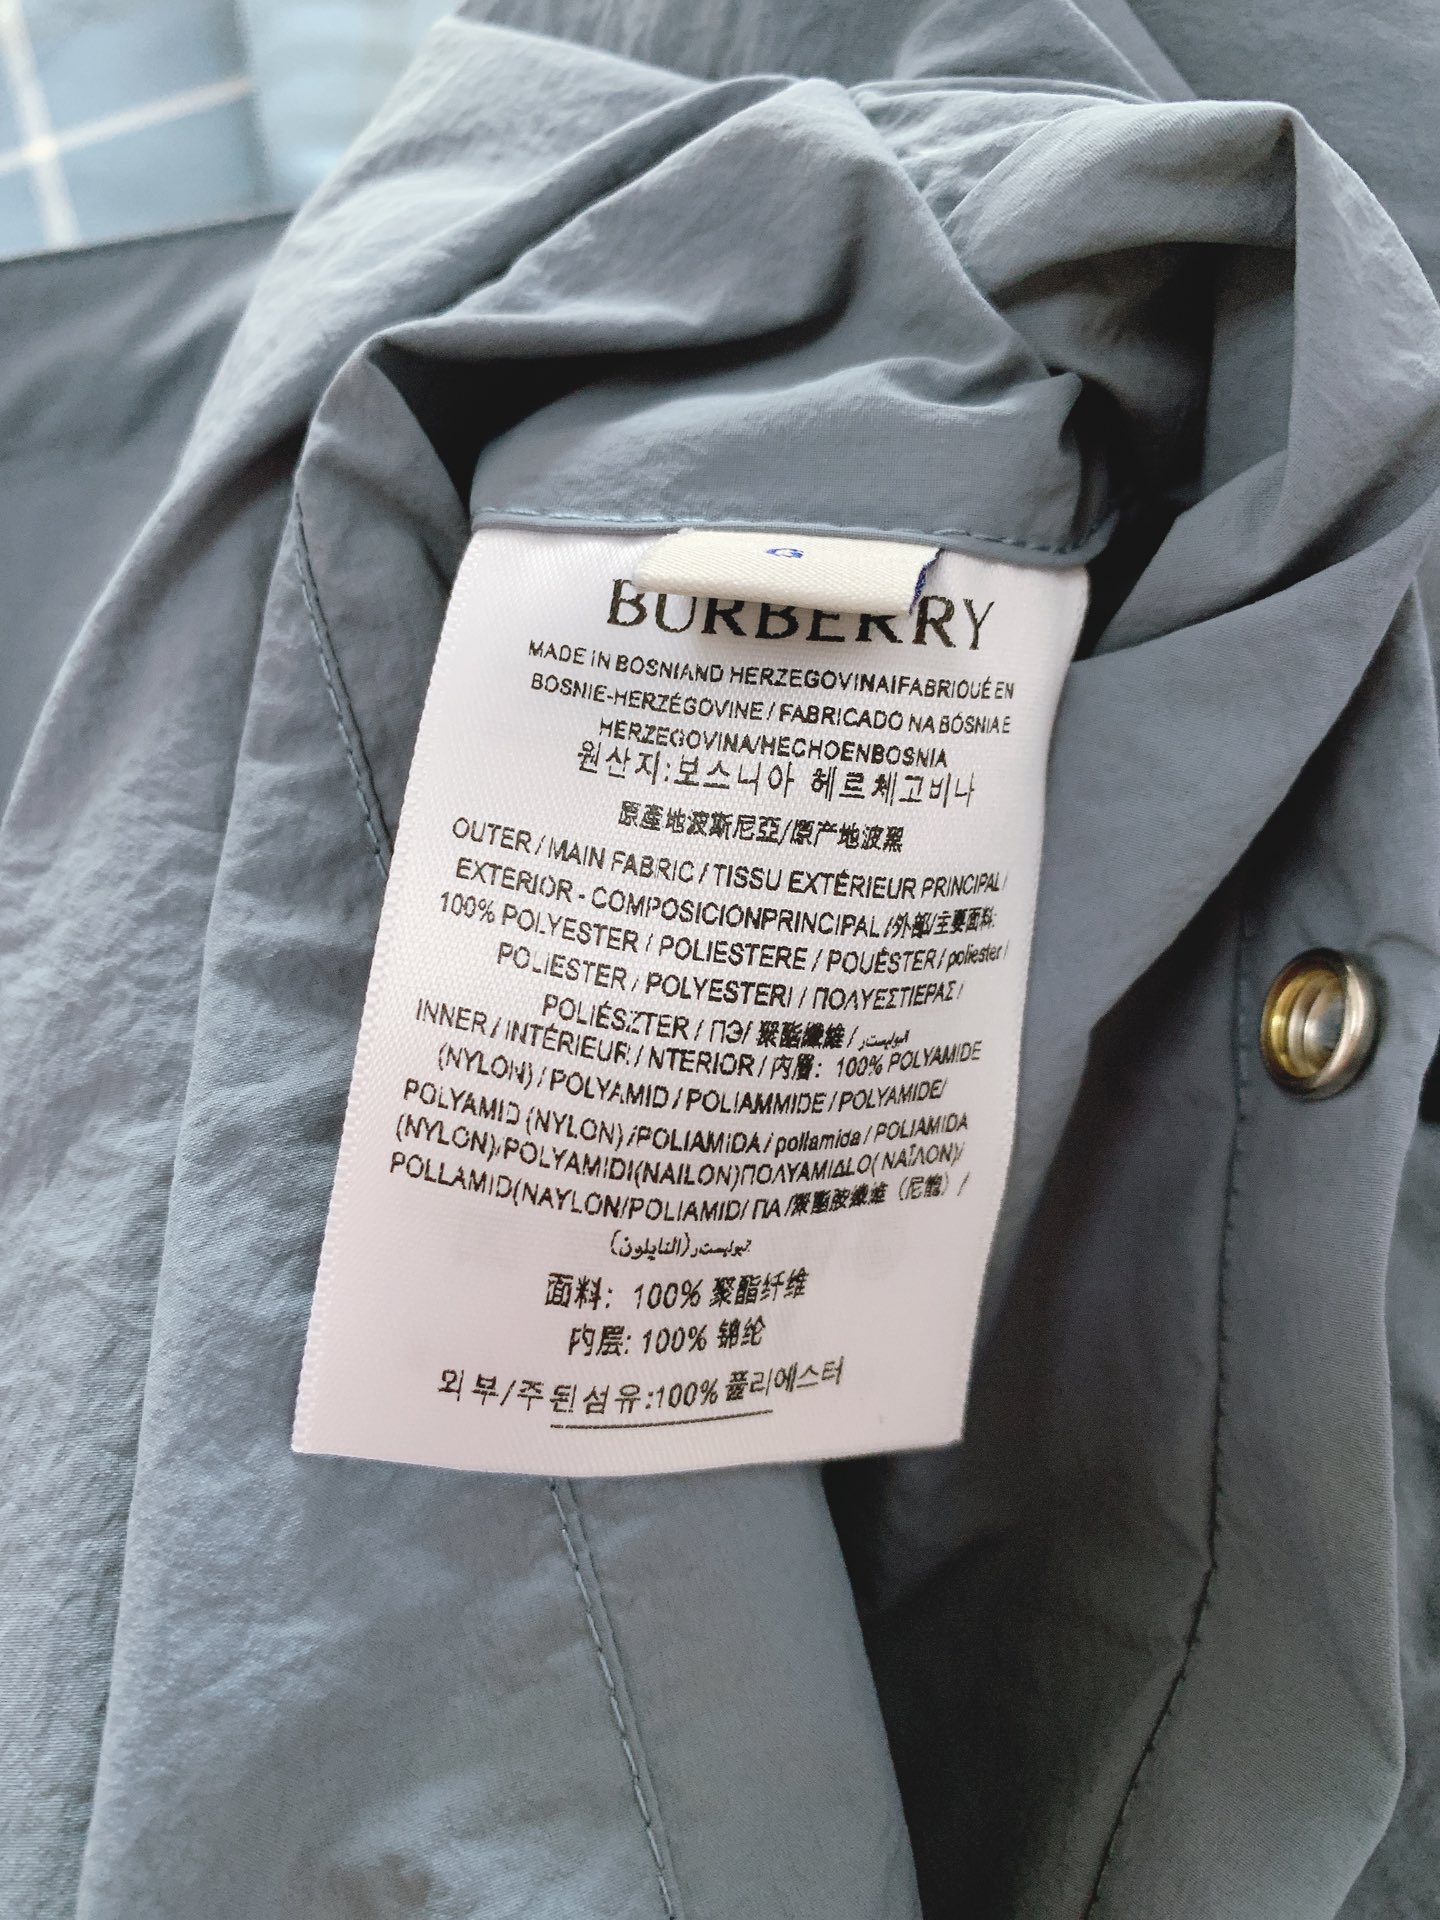 G
BURBERRY
MADE IN BOSNIAND HERZEGOVINAIFABRIOUÉ EN
BOSNIE-HERZÉGOVINE / FABRICADO NA BÓSNIA E
HERZEGOVINA/HECHOENBOSNIA
원산지:보스니아 헤르체고비나
原產地波斯尼亞/原产地波黑
OUTER / MAIN FABRIC / TISSU EXTÉRIEUR PRINCIPAL/
EXTERIOR - COMPOSICIONPRINCIPAL /外部/主要面料:
100% POLYESTER / POLIESTERE / POUÉSTER/ poliester /
POLIESTER / POLYESTERI / ΠΟΛΥΕΣΤΙΕΡΑΣ /
POLIÉSZTER / ПЭ/ 聚酯纖維 /
INNER / INTÉRIEUR / NTERIOR / 内層: 100% POLYAMIDE
(NYLON) / POLYAMID / POLIAMMIDE / POLYAMIDE/
POLYAMID (NYLON) /POLIAMIDA / poliamida / POLIAMIDA
(NYLON)/POLYAMIDI(NAILON)ΠΟΛΥΑΜΙΔLO( ΝΑΪΛΟΝ)/
POLLAMID(NAYLON/POLIAMID/ ПА /聚酯胺纖維（尼龍）/
(النايلون)
面料: 100% 聚酯纤维
内层: 100% 锦纶
외부/주된섬유:100% 폴리에스터